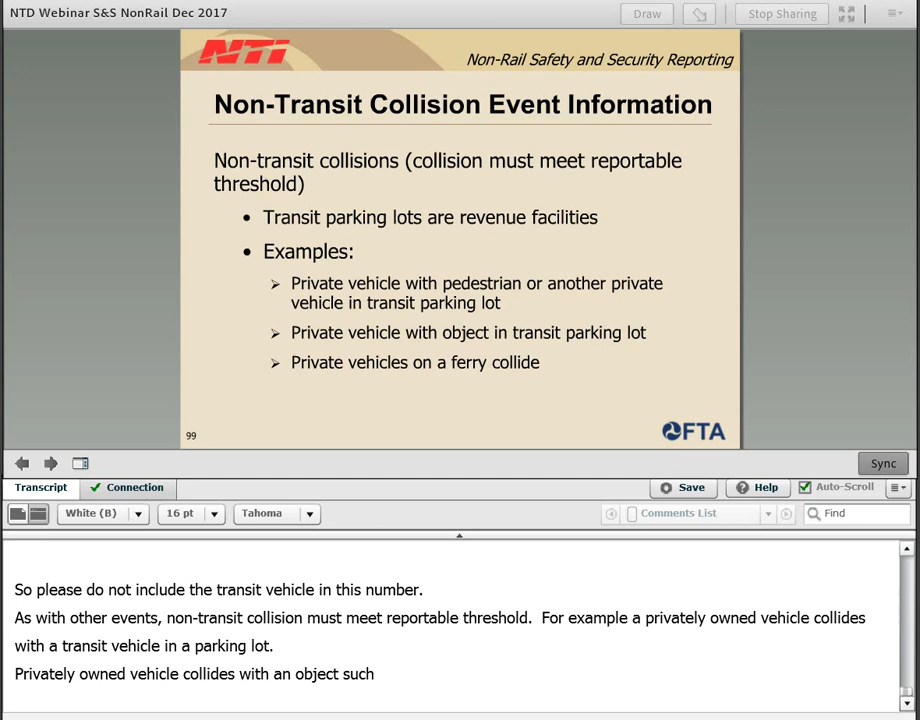 NTD Webinar S&S NonRail Dec 2017
Draw
Stop Sharing
NTI
Non-Rail Safety and Security Reporting
Non-Transit Collision Event Information
Non-transit collisions (collision must meet reportable
threshold)
• Transit parking lots are revenue facilities
• Examples:
➢ Private vehicle with pedestrian or another private
vehicle in transit parking lot
➢ Private vehicle with object in transit parking lot
➢ Private vehicles on a ferry collide
99
FTA
Sync
Transcript
Connection
Save
Help
Auto-Scroll
White (B)
16 pt
Tahoma
Comments List
Find
So please do not include the transit vehicle in this number.
As with other events, non-transit collision must meet reportable threshold.  For example a privately owned vehicle collides
with a transit vehicle in a parking lot.
Privately owned vehicle collides with an object such